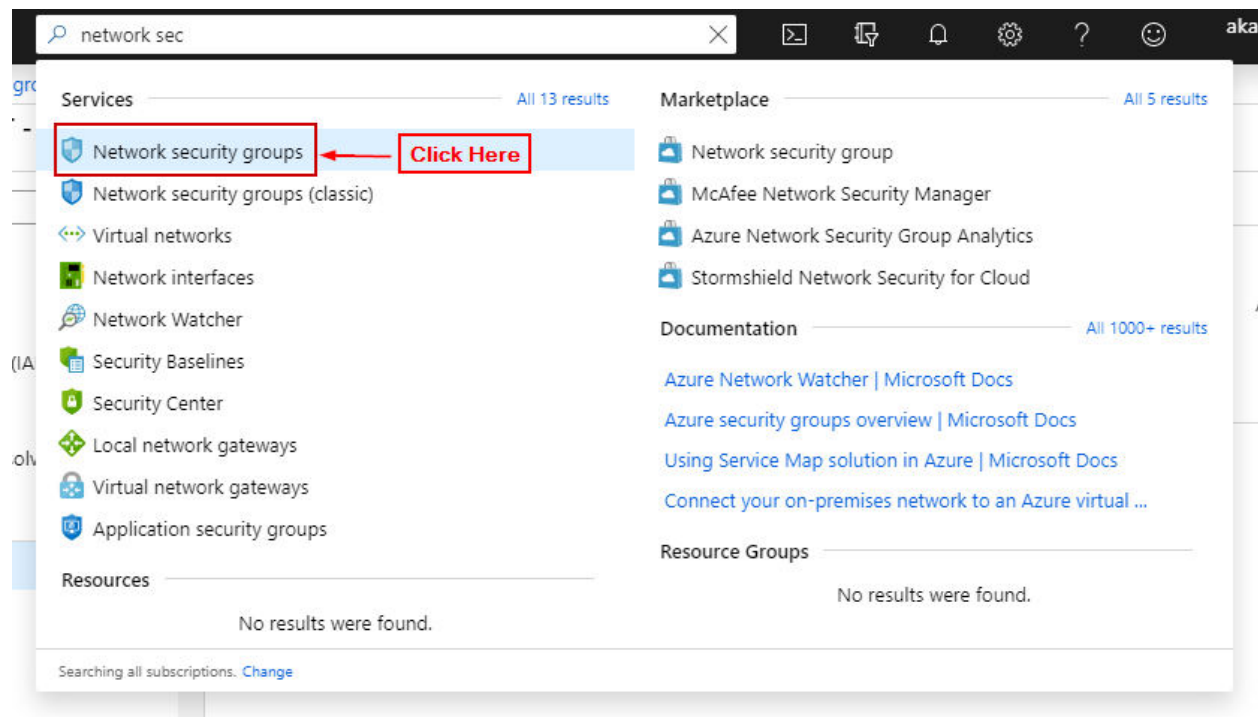 network sec
aka
gro
Services
All 13 results
Network security groups
Click Here
Network security groups (classic)
Virtual networks
Network interfaces
Network Watcher
Security Baselines
Security Center
Local network gateways
Virtual network gateways
Application security groups
Resources
No results were found.
Marketplace
All 5 results
Network security group
McAfee Network Security Manager
Azure Network Security Group Analytics
Stormshield Network Security for Cloud
Documentation
All 1000+ results
Azure Network Watcher | Microsoft Docs
Azure security groups overview | Microsoft Docs
Using Service Map solution in Azure | Microsoft Docs
Connect your on-premises network to an Azure virtual ...
Resource Groups
No results were found.
(IA
olv
Searching all subscriptions. Change